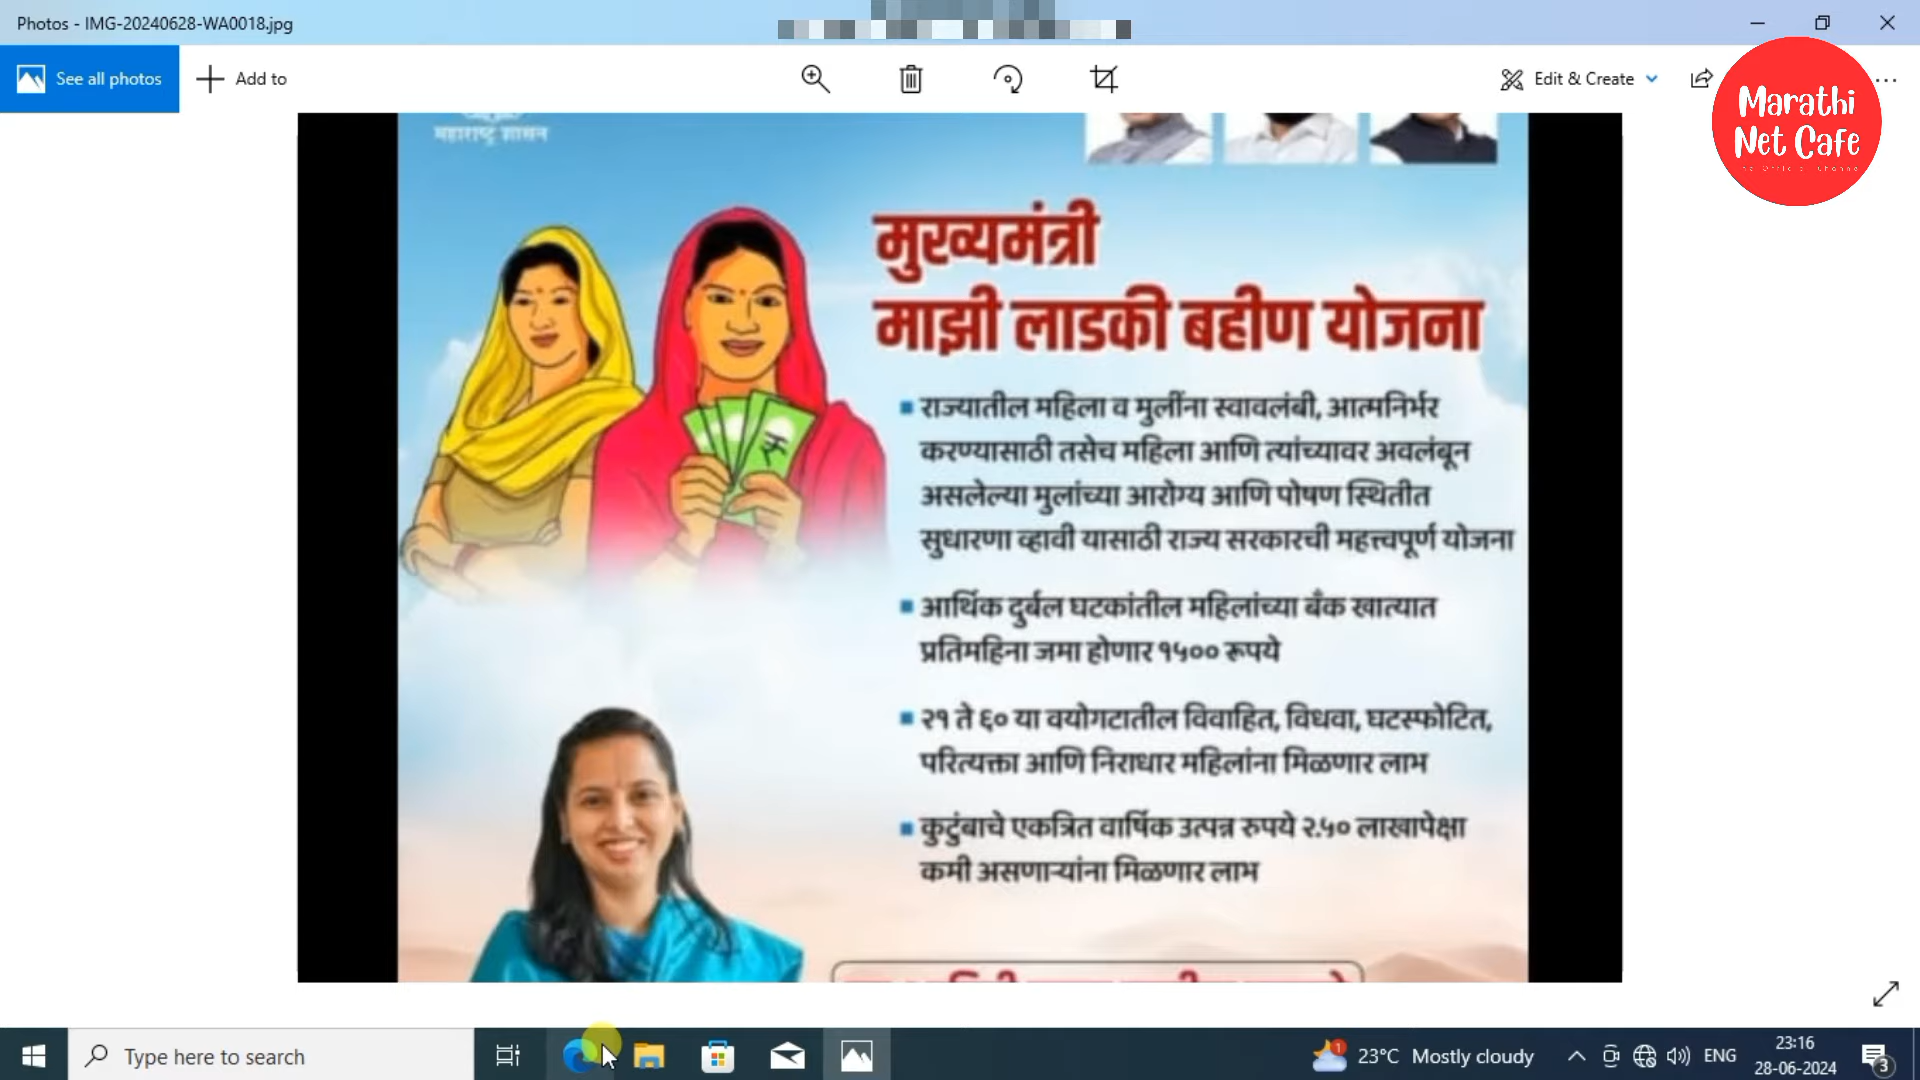 Photos - IMG-20240628-WA0018.jpg
See all photos
Add to
Edit & Create
Marathi
Net Cafe
महाराष्ट्र शासन
मुख्यमंत्री
माझी लाडकी बहीण योजना
राज्यातील महिला व मुलींना स्वावलंबी, आत्मनिर्भर
करण्यासाठी तसेच महिला आणि त्यांच्यावर अवलंबून
असलेल्या मुलांच्या आरोग्य आणि पोषण स्थितीत
सुधारणा व्हावी यासाठी राज्य सरकारची महत्त्वपूर्ण योजना
आर्थिक दुर्बल घटकांतील महिलांच्या बँक खात्यात
प्रतिमहिना जमा होणार १५०० रूपये
२१ ते ६० या वयोगटातील विवाहित, विधवा, घटस्फोटित,
परित्यक्ता आणि निराधार महिलांना मिळणार लाभ
कुटुंबाचे एकत्रित वार्षिक उत्पन्न रुपये २.५० लाखापेक्षा
कमी असणाऱ्यांना मिळणार लाभ
Type here to search
23°C Mostly cloudy
ENG
23:16
28-06-2024
3
1